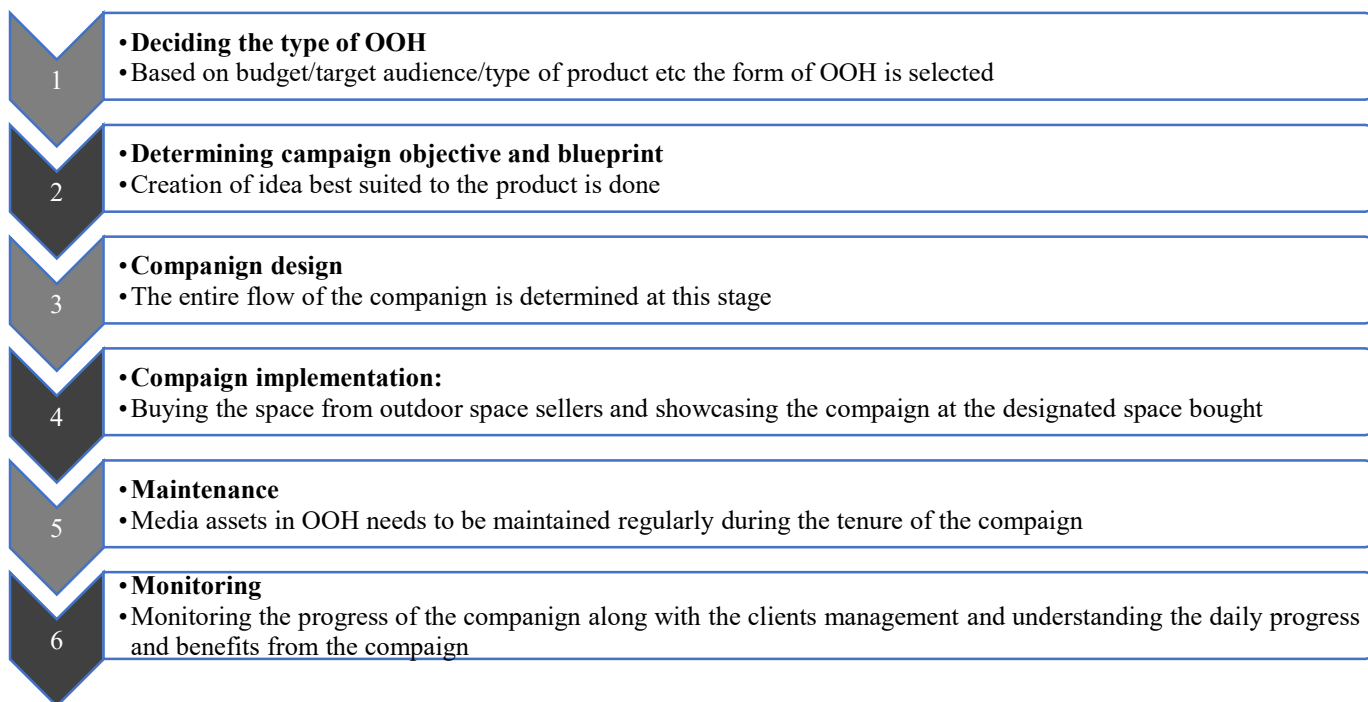 1
•Deciding the type of OOH
•Based on budget/target audience/type of product etc the form of OOH is selected
2
•Determining campaign objective and blueprint
•Creation of idea best suited to the product is done
3
•Companign design
•The entire flow of the companign is determined at this stage
4
•Compaign implementation:
•Buying the space from outdoor space sellers and showcasing the compaign at the designated space bought
5
•Maintenance
•Media assets in OOH needs to be maintained regularly during the tenure of the compaign
6
•Monitoring
•Monitoring the progress of the companign along with the clients management and understanding the daily progress
and benefits from the compaign